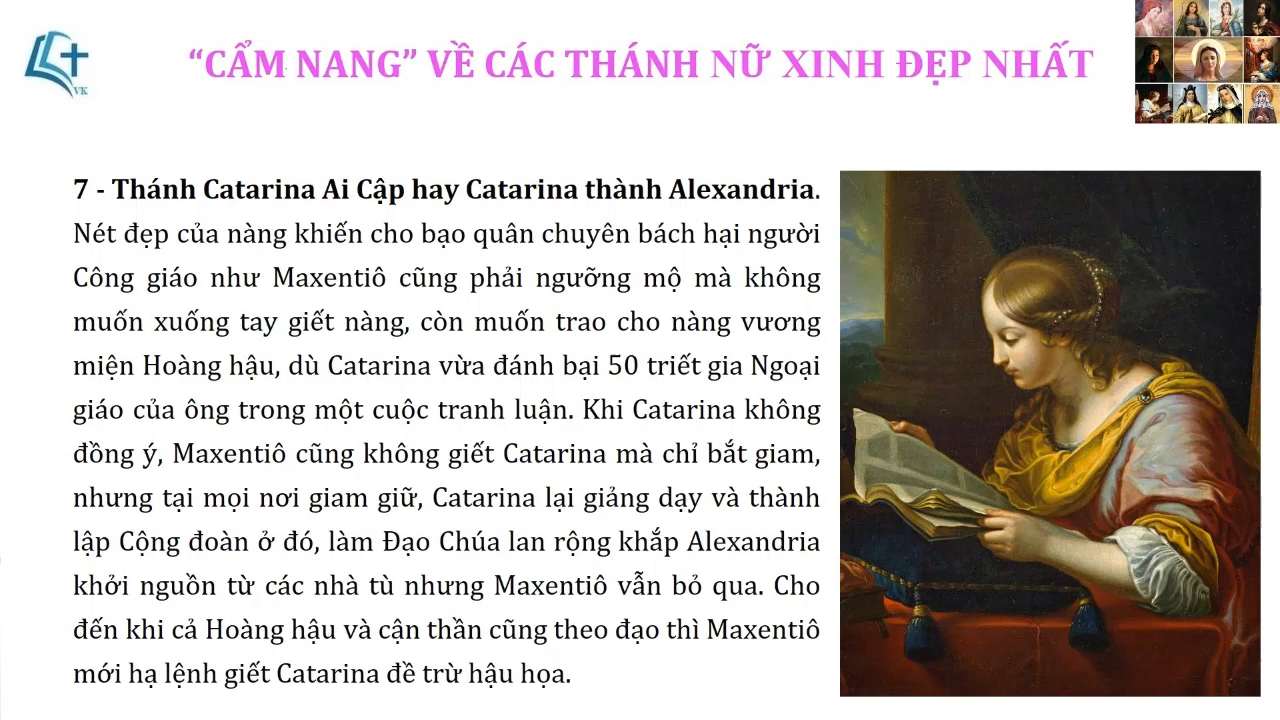 VK
“CẨM NANG” VỀ CÁC THÁNH NỮ XINH ĐẸP NHẤT
7 - Thánh Catarina Ai Cập hay Catarina thành Alexandria.
Nét đẹp của nàng khiến cho bạo quân chuyên bách hại người
Công giáo như Maxentiô cũng phải ngưỡng mộ mà không
muốn xuống tay giết nàng, còn muốn trao cho nàng vương
miện Hoàng hậu, dù Catarina vừa đánh bại 50 triết gia Ngoại
giáo của ông trong một cuộc tranh luận. Khi Catarina không
đồng ý, Maxentiô cũng không giết Catarina mà chỉ bắt giam,
nhưng tại mọi nơi giam giữ, Catarina lại giảng dạy và thành
lập Cộng đoàn ở đó, làm Đạo Chúa lan rộng khắp Alexandria
khởi nguồn từ các nhà tù nhưng Maxentiô vẫn bỏ qua. Cho
đến khi cả Hoàng hậu và cận thần cũng theo đạo thì Maxentiô
mới hạ lệnh giết Catarina đề trừ hậu họa.